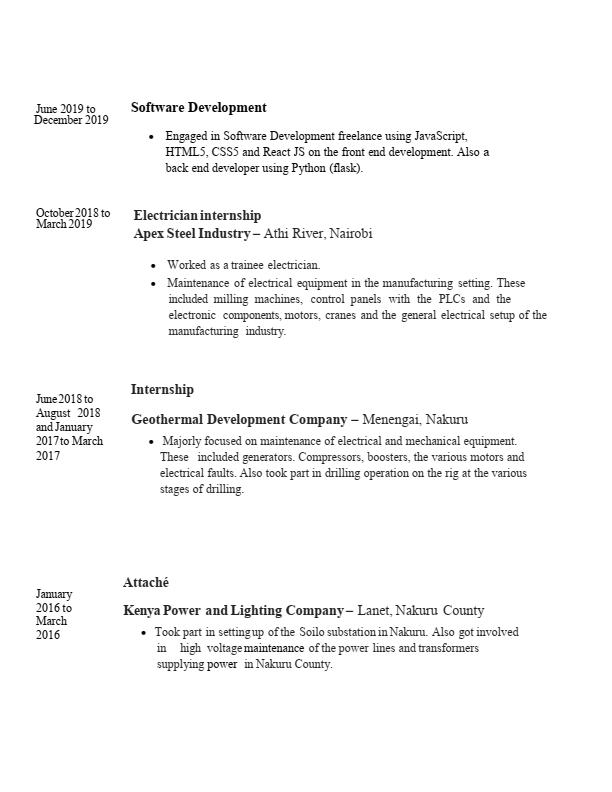 June 2019 to
December 2019
Software Development
• Engaged in Software Development freelance using JavaScript,
HTML5, CSS5 and React JS on the front end development. Also a
back end developer using Python (flask).
October 2018 to
March 2019
Electrician internship
Apex Steel Industry – Athi River, Nairobi
• Worked as a trainee electrician.
• Maintenance of electrical equipment in the manufacturing setting. These
included milling machines, control panels with the PLCs and the
electronic components, motors, cranes and the general electrical setup of the
manufacturing industry.
June 2018 to
August 2018
and January
2017 to March
2017
Internship
Geothermal Development Company – Menengai, Nakuru
• Majorly focused on maintenance of electrical and mechanical equipment.
These included generators. Compressors, boosters, the various motors and
electrical faults. Also took part in drilling operation on the rig at the various
stages of drilling.
January
2016 to
March
2016
Attaché
Kenya Power and Lighting Company – Lanet, Nakuru County
• Took part in setting up of the Soilo substation in Nakuru. Also got involved
in high voltage maintenance of the power lines and transformers
supplying power in Nakuru County.